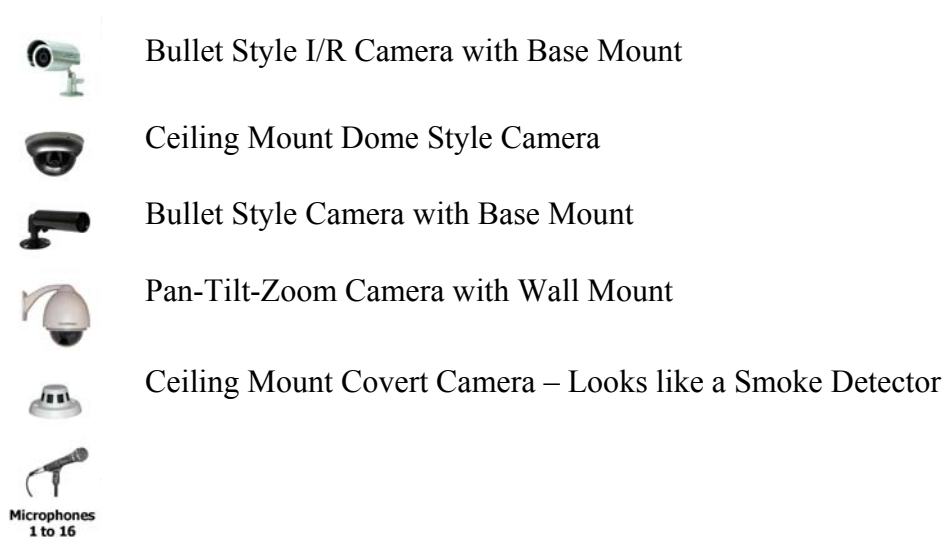 Bullet Style I/R Camera with Base Mount
Ceiling Mount Dome Style Camera
Bullet Style Camera with Base Mount
Pan-Tilt-Zoom Camera with Wall Mount
Ceiling Mount Covert Camera – Looks like a Smoke Detector
Microphones
1 to 16